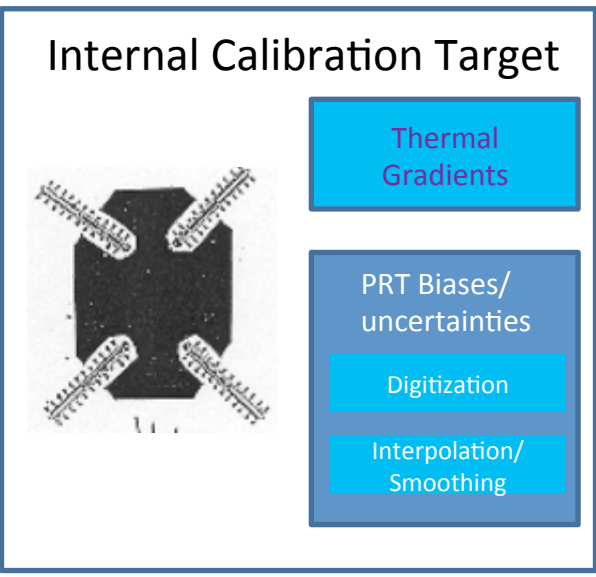 Internal Calibration Target
Thermal
Gradients
PRT Biases/
uncertainties
Digitization
Interpolation/
Smoothing